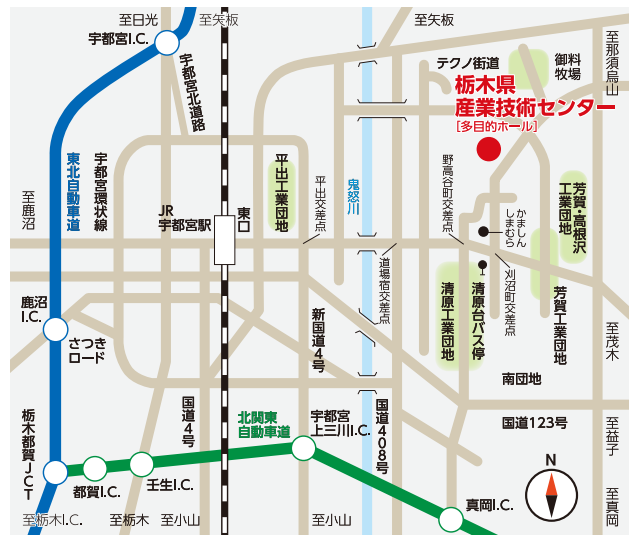 至日光
至矢板
至矢板
宇都宮I.C.
宇都宮北道路
テクノ街道
御料
牧場
至那須烏山
栃木県
産業技術センター
[多目的ホール]
東北自動車道
宇都宮環状線
平出工業団地
平出交差点
鬼怒川
野高谷町交差点
芳賀・高根沢
工業団地
至鹿沼
JR
宇都宮駅
東口
かましん
しまむら
道場宿交差点
刈沼町交差点
鹿沼
I.C.
さつき
ロード
新国道4号
清原工業団地
清原台バス停
芳賀工業団地
至茂木
南団地
栃木都賀JCT
国道4号
北関東
自動車道
宇都宮
上三川I.C.
国道408号
国道123号
至益子
都賀I.C.
壬生I.C.
真岡I.C.
N
至真岡
至栃木I.C.
至栃木
至小山
至小山